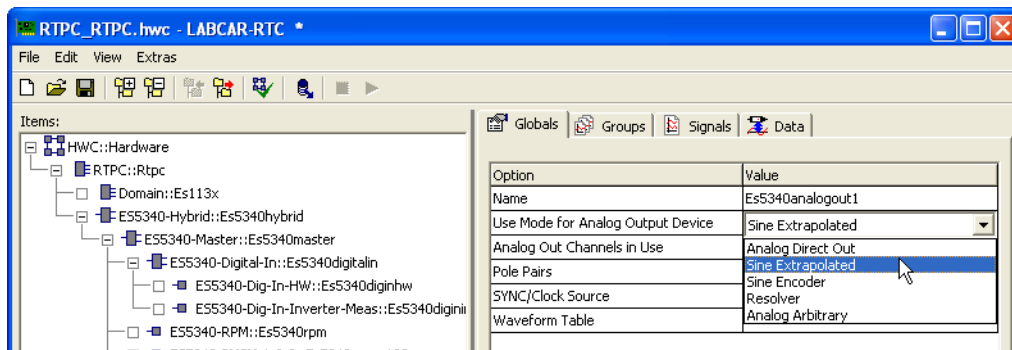 RTPC_RTPC.hwc - LABCAR-RTC *
File Edit View Extras
Items:
HWC::Hardware
RTPC::Rtpc
Domain::Es113x
ES5340-Hybrid::Es5340hybrid
ES5340-Master::Es5340master
ES5340-Digital-In::Es5340digitalin
ES5340-Dig-In-HW::Es5340diginhw
ES5340-Dig-In-Inverter-Meas::Es5340diginii
ES5340-RPM::Es5340rpm
Globals Groups Signals Data
Option Value
Name Es5340analogout1
Use Mode for Analog Output Device Sine Extrapolated
Analog Out Channels in Use
Pole Pairs
SYNC/Clock Source
Waveform Table
Analog Direct Out
Sine Extrapolated
Sine Encoder
Resolver
Analog Arbitrary